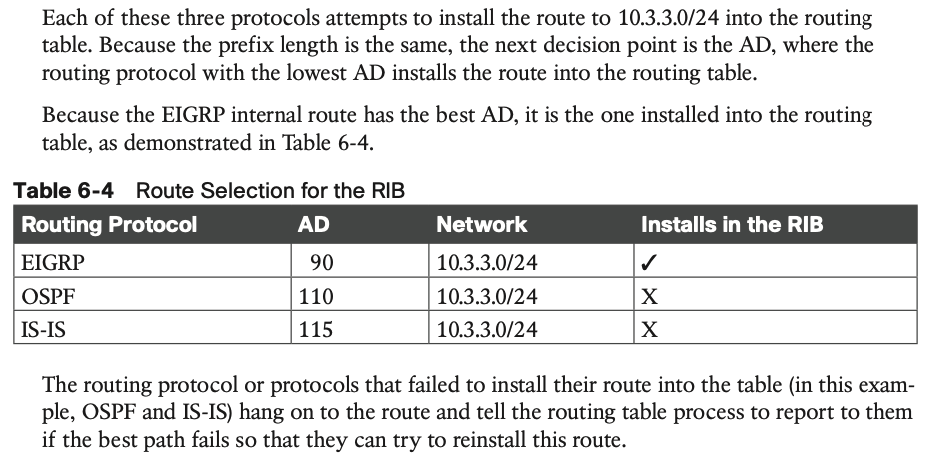 Each of these three protocols attempts to install the route to 10.3.3.0/24 into the routing
table. Because the prefix length is the same, the next decision point is the AD, where the
routing protocol with the lowest AD installs the route into the routing table.
Because the EIGRP internal route has the best AD, it is the one installed into the routing
table, as demonstrated in Table 6-4.
Table 6-4 Route Selection for the RIB
Routing Protocol AD Network Installs in the RIB
EIGRP 90 10.3.3.0/24 ✓
OSPF 110 10.3.3.0/24 X
IS-IS 115 10.3.3.0/24 X
The routing protocol or protocols that failed to install their route into the table (in this exam-
ple, OSPF and IS-IS) hang on to the route and tell the routing table process to report to them
if the best path fails so that they can try to reinstall this route.